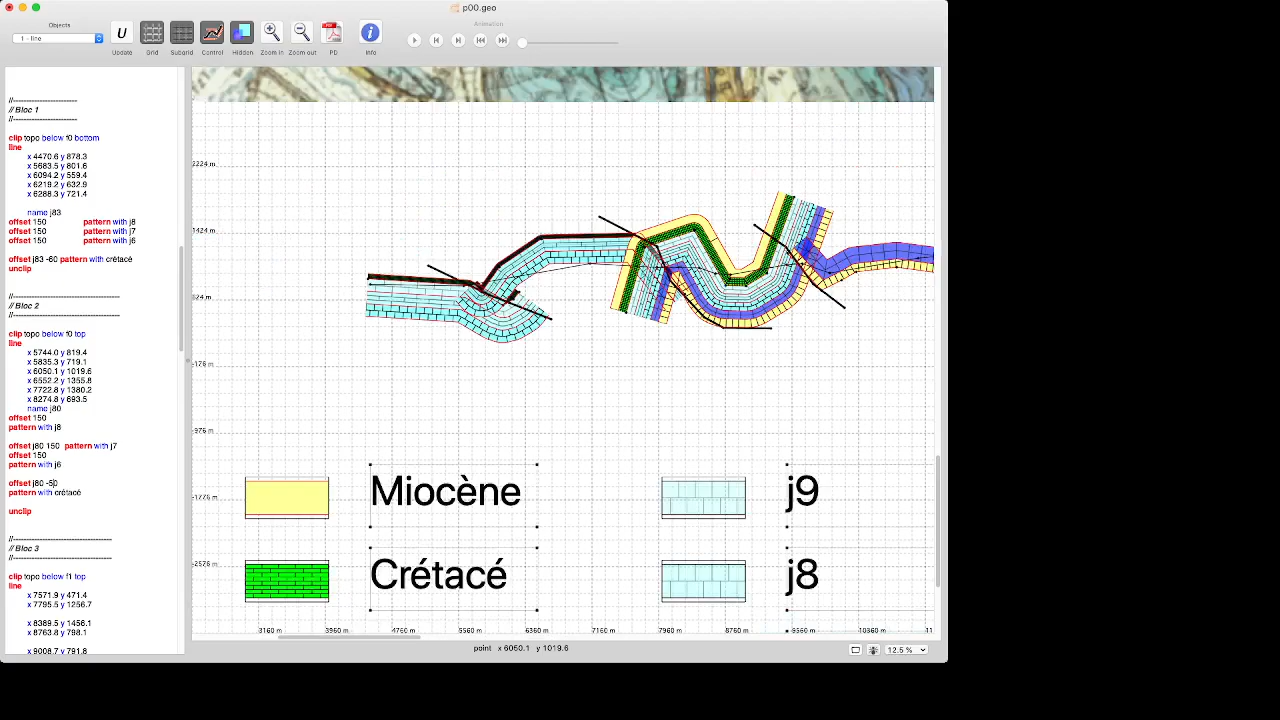 p00.geo
Objects
1 - line
Update
Grid
Subgrid
Control
Hidden
Zoom in
Zoom out
PDF
Info
Animation
//-----------------------
// Bloc 1
//-----------------------
clip topo below f0 bottom
line
x 4470.6 y 878.3
x 5683.5 y 801.6
x 6094.2 y 559.4
x 6219.2 y 632.9
x 6288.3 y 721.4
name j83
offset 150 pattern with j8
offset 150 pattern with j7
offset 150 pattern with j6
offset j83 -60 pattern with crétacé
unclip
//--------------------------------------
// Bloc 2
//--------------------------------------
clip topo below f0 top
line
x 5744.0 y 819.4
x 5835.3 y 719.1
x 6050.1 y 1019.6
x 6552.2 y 1355.8
x 7722.8 y 1380.2
x 8274.8 y 693.5
name j80
offset 150
pattern with j8
offset j80 150 pattern with j7
offset 150
pattern with j6
offset j80 -50
pattern with crétacé
unclip
//-----------------------------------
// Bloc 3
//-----------------------------------
clip topo below f1 top
line
x 7571.9 y 471.4
x 7795.5 y 1256.7
x 8389.5 y 1456.1
x 8763.8 y 798.1
x 9008.7 y 791.8
2224 m
1424 m
624 m
-176 m
-976 m
-1776 m
-2576 m
Miocène
j9
Crétacé
j8
3160 m 3960 m 4760 m 5560 m 6360 m 7160 m 7960 m 8760 m 9560 m 10360 m 11
point x 6050.1 y 1019.6
12.5 %